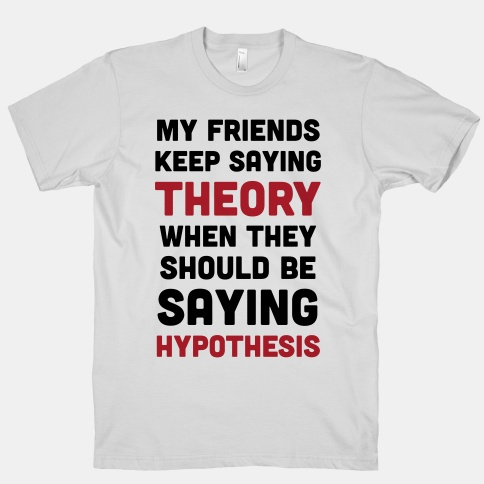 MY FRIENDS
KEEP SAYING
THEORY
WHEN THEY
SHOULD BE
SAYING
HYPOTHESIS